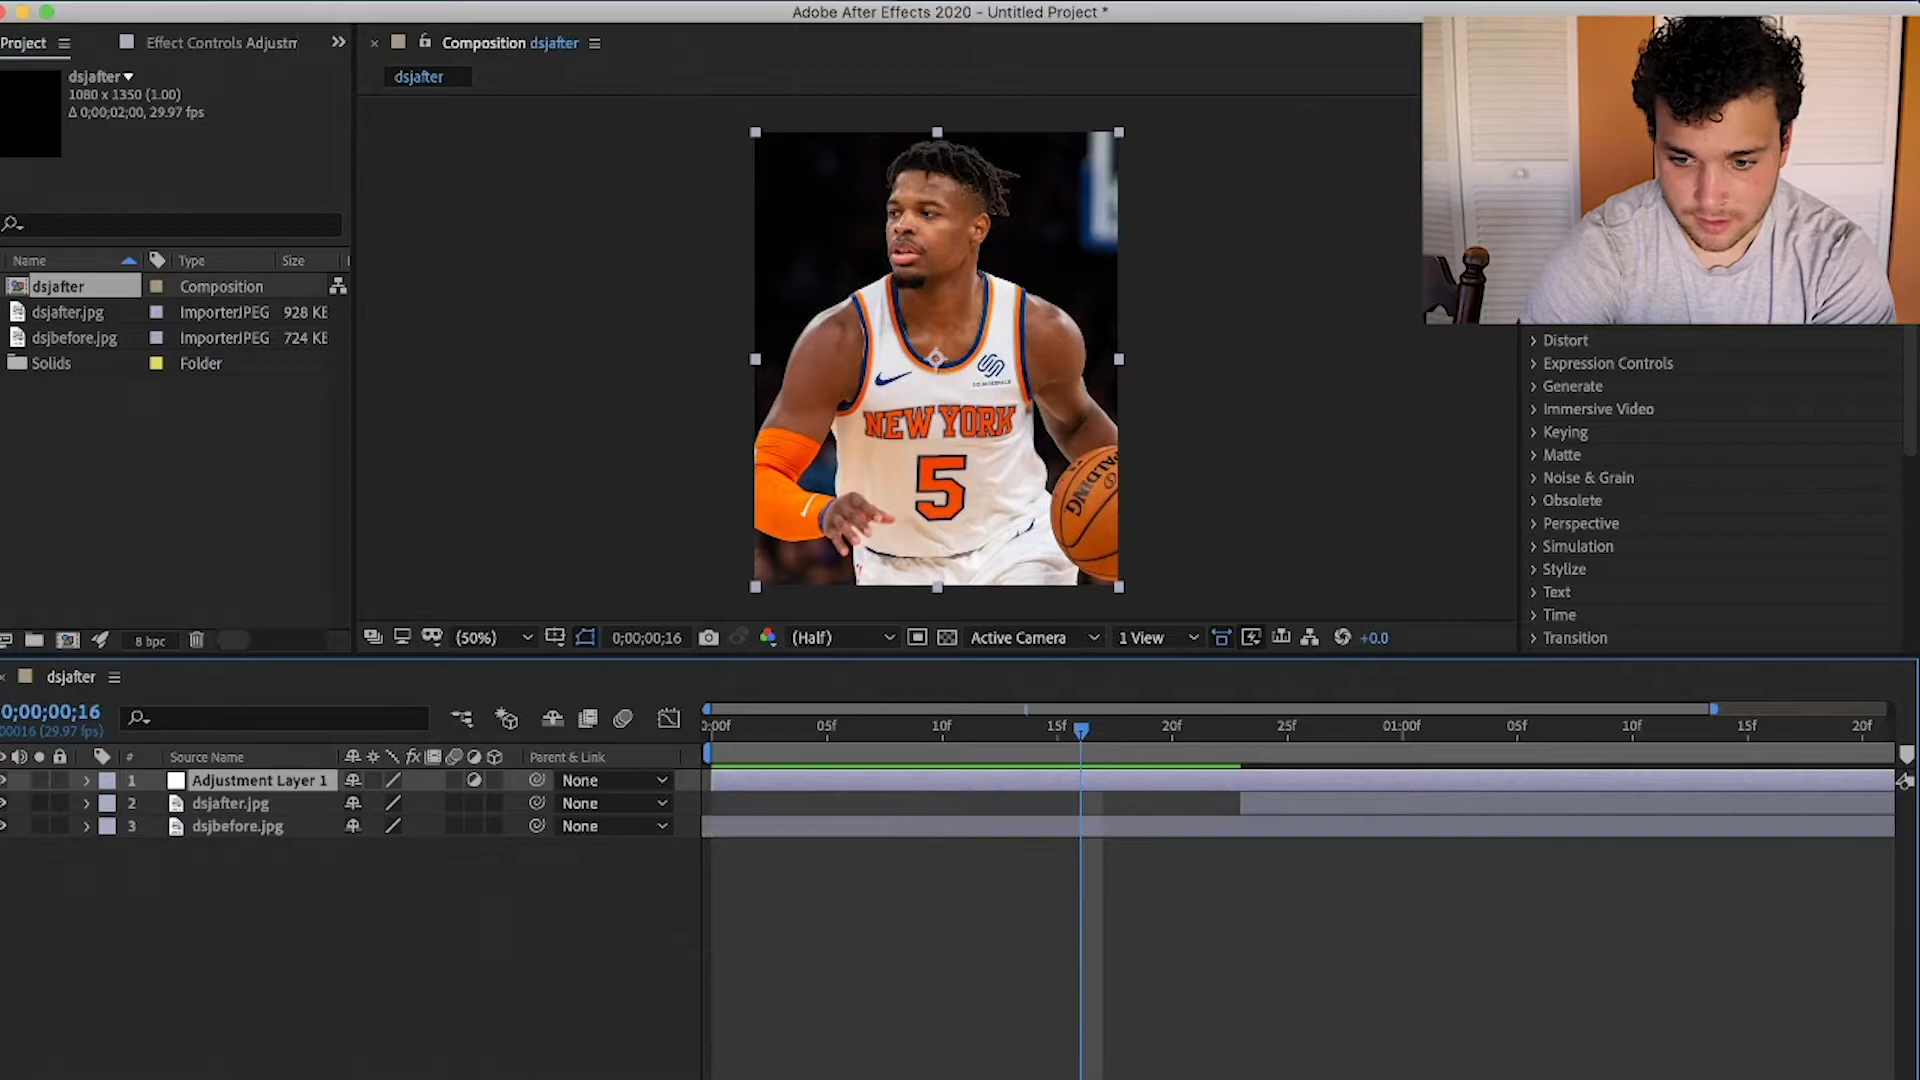 Adobe After Effects 2020 - Untitled Project *
Project
Effect Controls Adjustm
Composition dsjafter
dsjafter
dsjafter
1080 x 1350 (1.00)
Δ 0;00;02;00, 29.97 fps
Name Type Size
dsjafter Composition
dsjafter.jpg ImporterJPEG 928 KE
dsjbefore.jpg ImporterJPEG 724 KE
Solids Folder
NEW YORK
5
SPALDING
8 bpc
(50%) 0;00;00;16 (Half) Active Camera 1 View +0.0
Distort
Expression Controls
Generate
Immersive Video
Keying
Matte
Noise & Grain
Obsolete
Perspective
Simulation
Stylize
Text
Time
Transition
dsjafter
0;00;00;16
00016 (29.97 fps)
0:00f 05f 10f 15f 20f 25f 01:00f 05f 10f 15f 20f
# Source Name fx Parent & Link
1 Adjustment Layer 1 None
2 dsjafter.jpg None
3 dsjbefore.jpg None